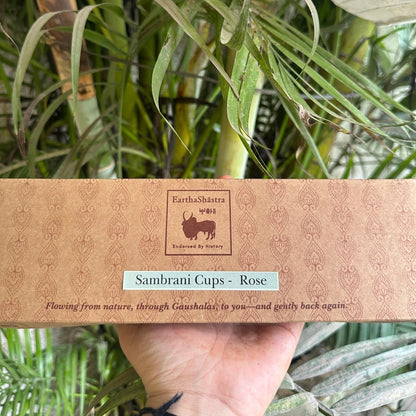 EarthaShastra
Endorsed By history
Sambrani Cups - Rose
Flowing from nature, through Gaushalas, to you—and gently back again.